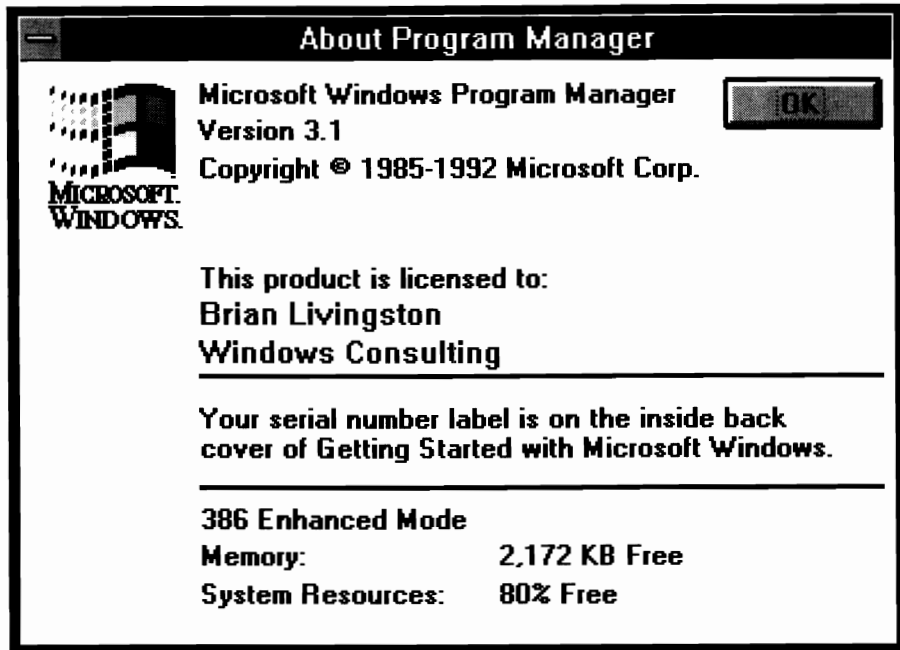 About Program Manager
Microsoft Windows Program Manager
OK
Version 3.1
Copyright © 1985-1992 Microsoft Corp.
MICROSOFT.
WINDOWS.
This product is licensed to:
Brian Livingston
Windows Consulting
Your serial number label is on the inside back
cover of Getting Started with Microsoft Windows.
386 Enhanced Mode
Memory: 2,172 KB Free
System Resources: 80% Free